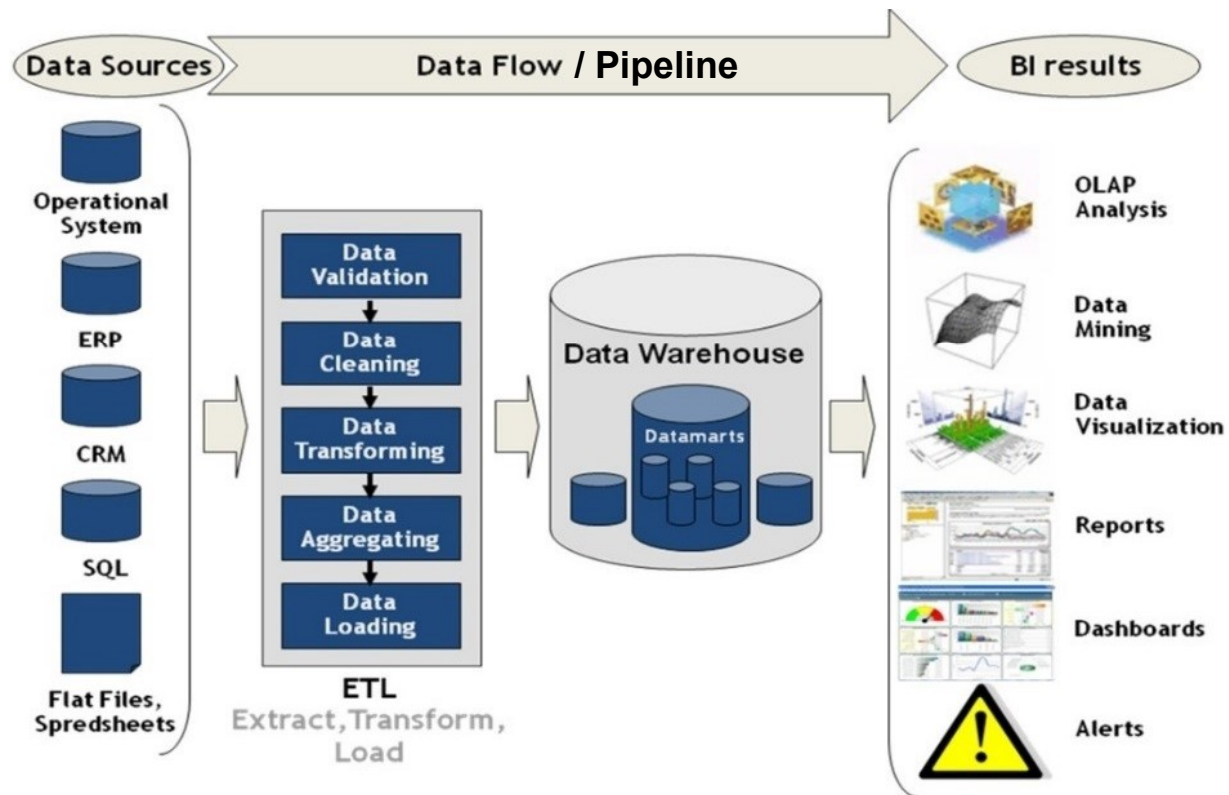 Data Sources
Data Flow / Pipeline
BI results
Operational
System
ERP
CRM
SQL
Flat Files,
Spredsheets
Data
Validation
Data
Cleaning
Data
Transforming
Data
Aggregating
Data
Loading
ETL
Extract,Transform,
Load
Data Warehouse
Datamarts
OLAP
Analysis
Data
Mining
Data
Visualization
Reports
Dashboards
Alerts